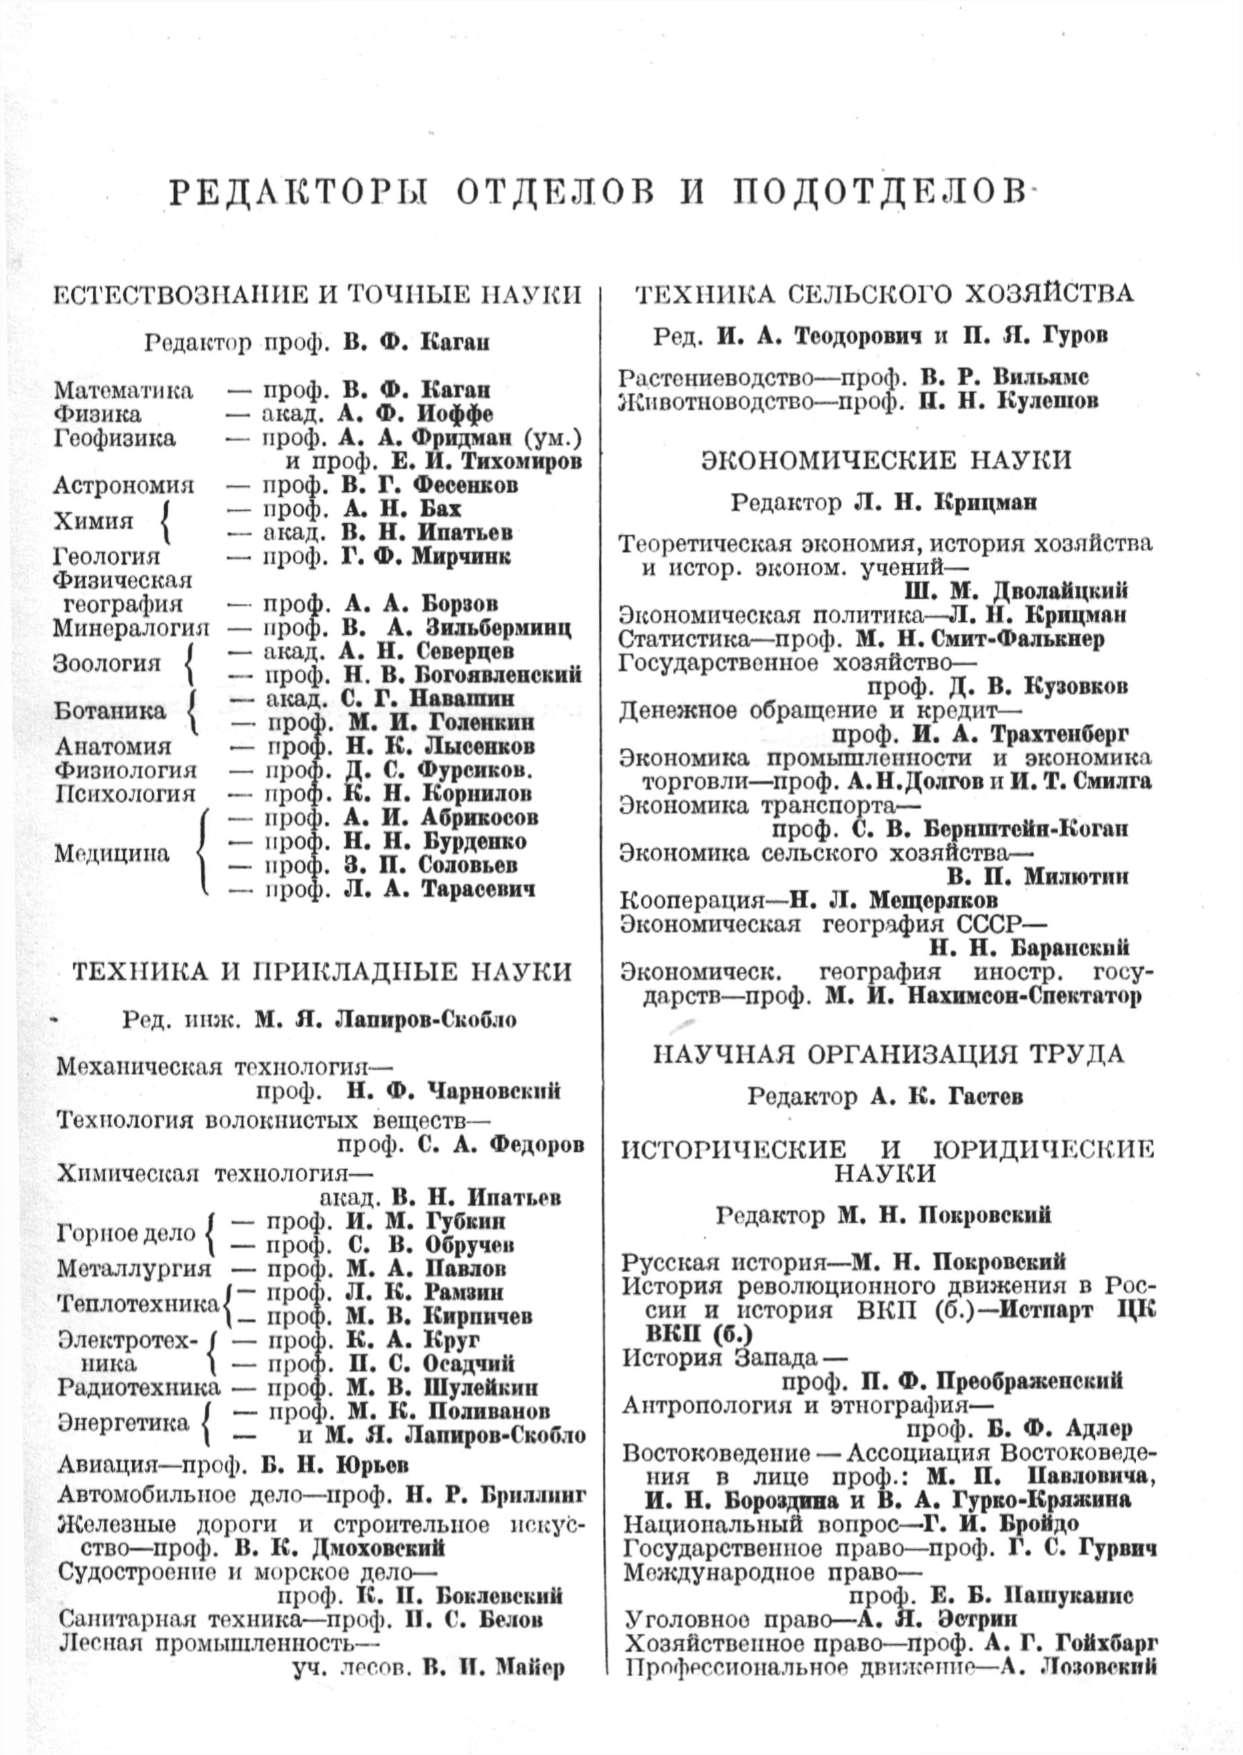 РЕДАКТОРЫ ОТДЕЛОВ И ПОДОТДЕЛОВ
ЕСТЕСТВОЗНАНИЕ И ТОЧНЫЕ НАУКИ
Редактор проф. В. Ф. Каган
Математика — проф. В. Ф. Каган
Физика — акад. А. Ф. Иоффе
Геофизика — проф. А. А. Фридман (ум.)
и проф. Е. И. Тихомиров
Астрономия — проф. В. Г. Фесенков
Химия { — проф. А. Н. Бах
— акад. В. Н. Ипатьев
Геология — проф. Г. Ф. Мирчинк
Физическая
география — проф. А. А. Борзов
Минералогия — проф. В. А. Зильберминц
Зоология { — акад. А. Н. Северцев
— проф. Н. В. Богоявленский
Ботаника { — акад. С. Г. Навашин
— проф. М. И. Голенкин
Анатомия — проф. Н. К. Лысенков
Физиология — проф. Д. С. Фурсиков.
Психология — проф. К. Н. Корнилов
Медицина { — проф. А. И. Абрикосов
— проф. Н. Н. Бурденко
— проф. З. П. Соловьев
— проф. Л. А. Тарасевич
ТЕХНИКА И ПРИКЛАДНЫЕ НАУКИ
Ред. инж. М. Я. Лапиров-Скобло
Механическая технология—
проф. Н. Ф. Чарновский
Технология волокнистых веществ—
проф. С. А. Федоров
Химическая технология—
акад. В. Н. Ипатьев
Горное дело { — проф. И. М. Губкин
— проф. С. В. Обручев
Металлургия — проф. М. А. Павлов
Теплотехника { — проф. Л. К. Рамзин
— проф. М. В. Кирпичев
Электротех- { — проф. К. А. Круг
ника — проф. П. С. Осадчий
Радиотехника — проф. М. В. Шулейкин
Энергетика { — проф. М. К. Поливанов
— и М. Я. Лапиров-Скобло
Авиация—проф. Б. Н. Юрьев
Автомобильное дело—проф. Н. Р. Бриллинг
Железные дороги и строительное искус-
ство—проф. В. К. Дмоховский
Судостроение и морское дело—
проф. К. П. Боклевский
Санитарная техника—проф. П. С. Белов
Лесная промышленность—
уч. лесов. В. И. Майер
ТЕХНИКА СЕЛЬСКОГО ХОЗЯЙСТВА
Ред. И. А. Теодорович и П. Я. Гуров
Растениеводство—проф. В. Р. Вильямс
Животноводство—проф. П. Н. Кулешов
ЭКОНОМИЧЕСКИЕ НАУКИ
Редактор Л. Н. Крицман
Теоретическая экономия, история хозяйства
и истор. эконом. учений—
Ш. М. Дволайцкий
Экономическая политика—Л. Н. Крицман
Статистика—проф. М. Н. Смит-Фалькнер
Государственное хозяйство—
проф. Д. В. Кузовков
Денежное обращение и кредит—
проф. И. А. Трахтенберг
Экономика промышленности и экономика
торговли—проф. А. Н. Долгов и И. Т. Смилга
Экономика транспорта—
проф. С. В. Бернштейн-Коган
Экономика сельского хозяйства—
В. П. Милютин
Кооперация—Н. Л. Мещеряков
Экономическая география СССР—
Н. Н. Баранский
Экономическ. география иностр. госу-
дарств—проф. М. И. Нахимсон-Спектатор
НАУЧНАЯ ОРГАНИЗАЦИЯ ТРУДА
Редактор А. К. Гастев
ИСТОРИЧЕСКИЕ И ЮРИДИЧЕСКИЕ
НАУКИ
Редактор М. Н. Покровский
Русская история—М. Н. Покровский
История революционного движения в Рос-
сии и история ВКП (б.)—Истпарт ЦК
ВКП (б.)
История Запада —
проф. П. Ф. Преображенский
Антропология и этнография—
проф. Б. Ф. Адлер
Востоковедение — Ассоциация Востоковеде-
ния в лице проф.: М. П. Павловича,
И. Н. Бороздина и В. А. Гурко-Кряжина
Национальный вопрос—Г. И. Бройдо
Государственное право—проф. Г. С. Гурвич
Международное право—
проф. Е. Б. Пашуканис
Уголовное право—А. Я. Эстрин
Хозяйственное право—проф. А. Г. Гойхбарг
Профессиональное движение—А. Лозовский